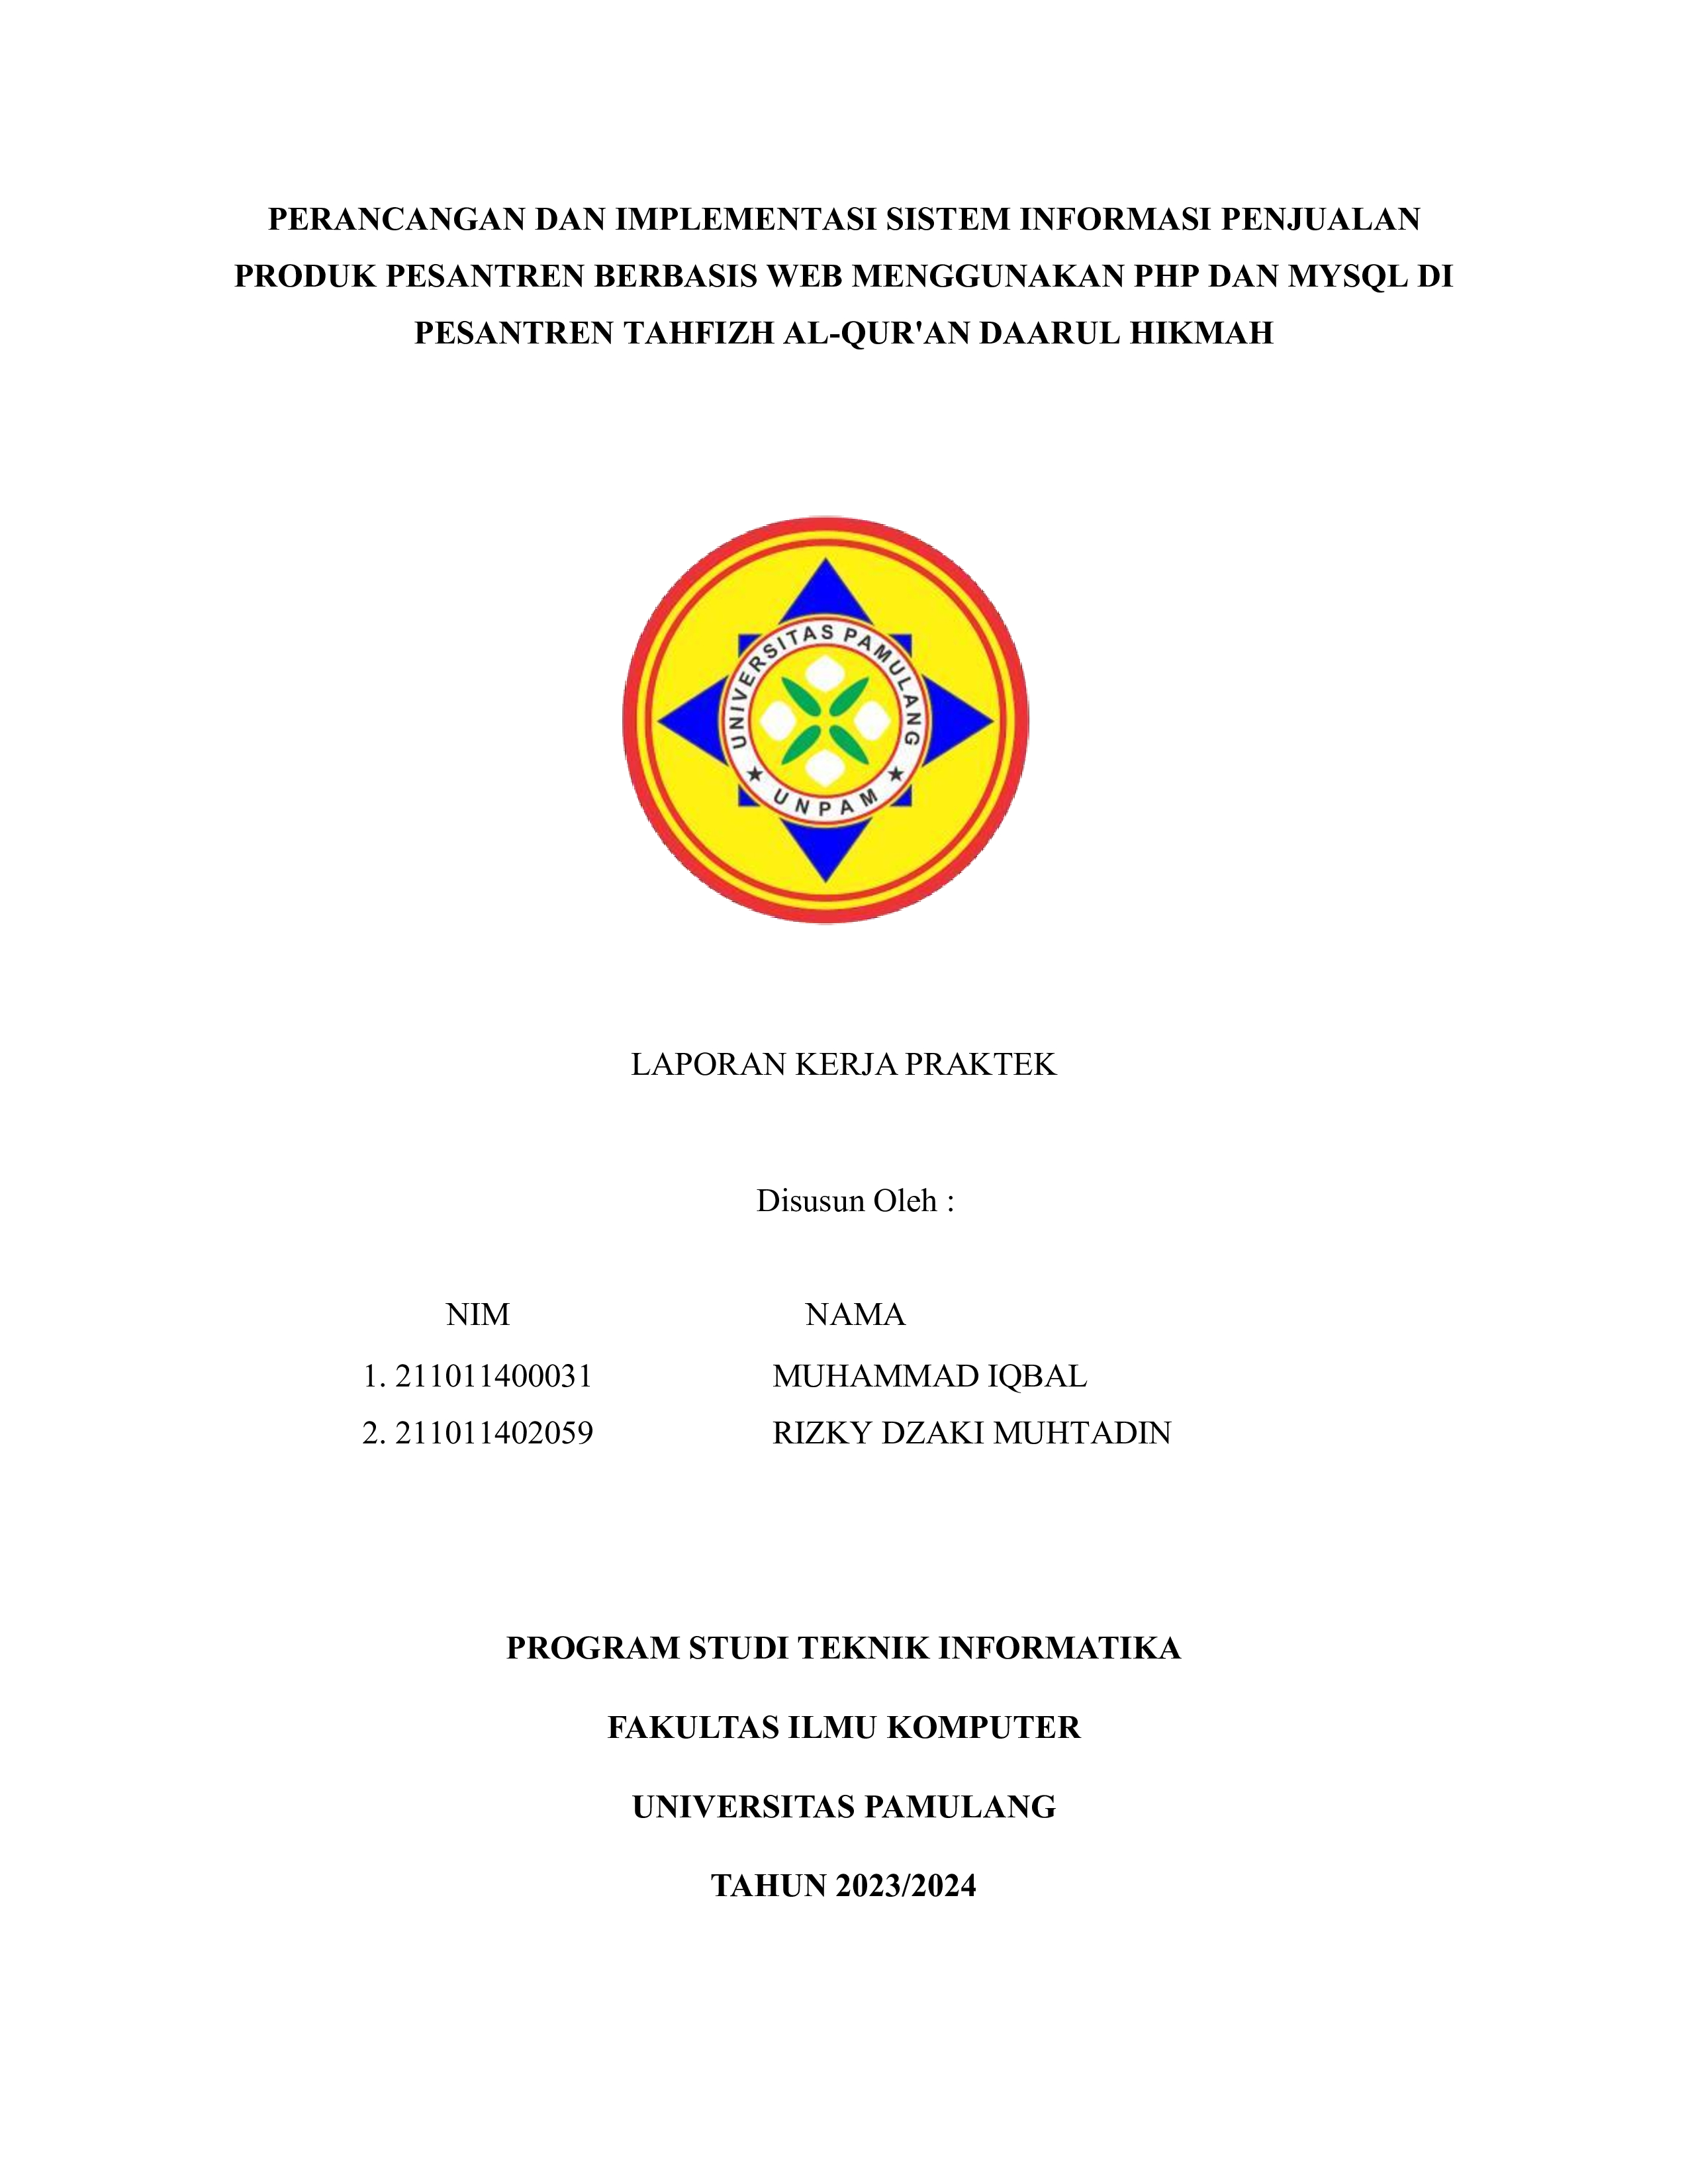 PERANCANGAN DAN IMPLEMENTASI SISTEM INFORMASI PENJUALAN
PRODUK PESANTREN BERBASIS WEB MENGGUNAKAN PHP DAN MYSQL DI
PESANTREN TAHFIZH AL-QUR'AN DAARUL HIKMAH
UNIVERSITAS PAMULANG
★ UNPAM ★
LAPORAN KERJA PRAKTEK
Disusun Oleh :
NIM NAMA
1. 211011400031 MUHAMMAD IQBAL
2. 211011402059 RIZKY DZAKI MUHTADIN
PROGRAM STUDI TEKNIK INFORMATIKA
FAKULTAS ILMU KOMPUTER
UNIVERSITAS PAMULANG
TAHUN 2023/2024